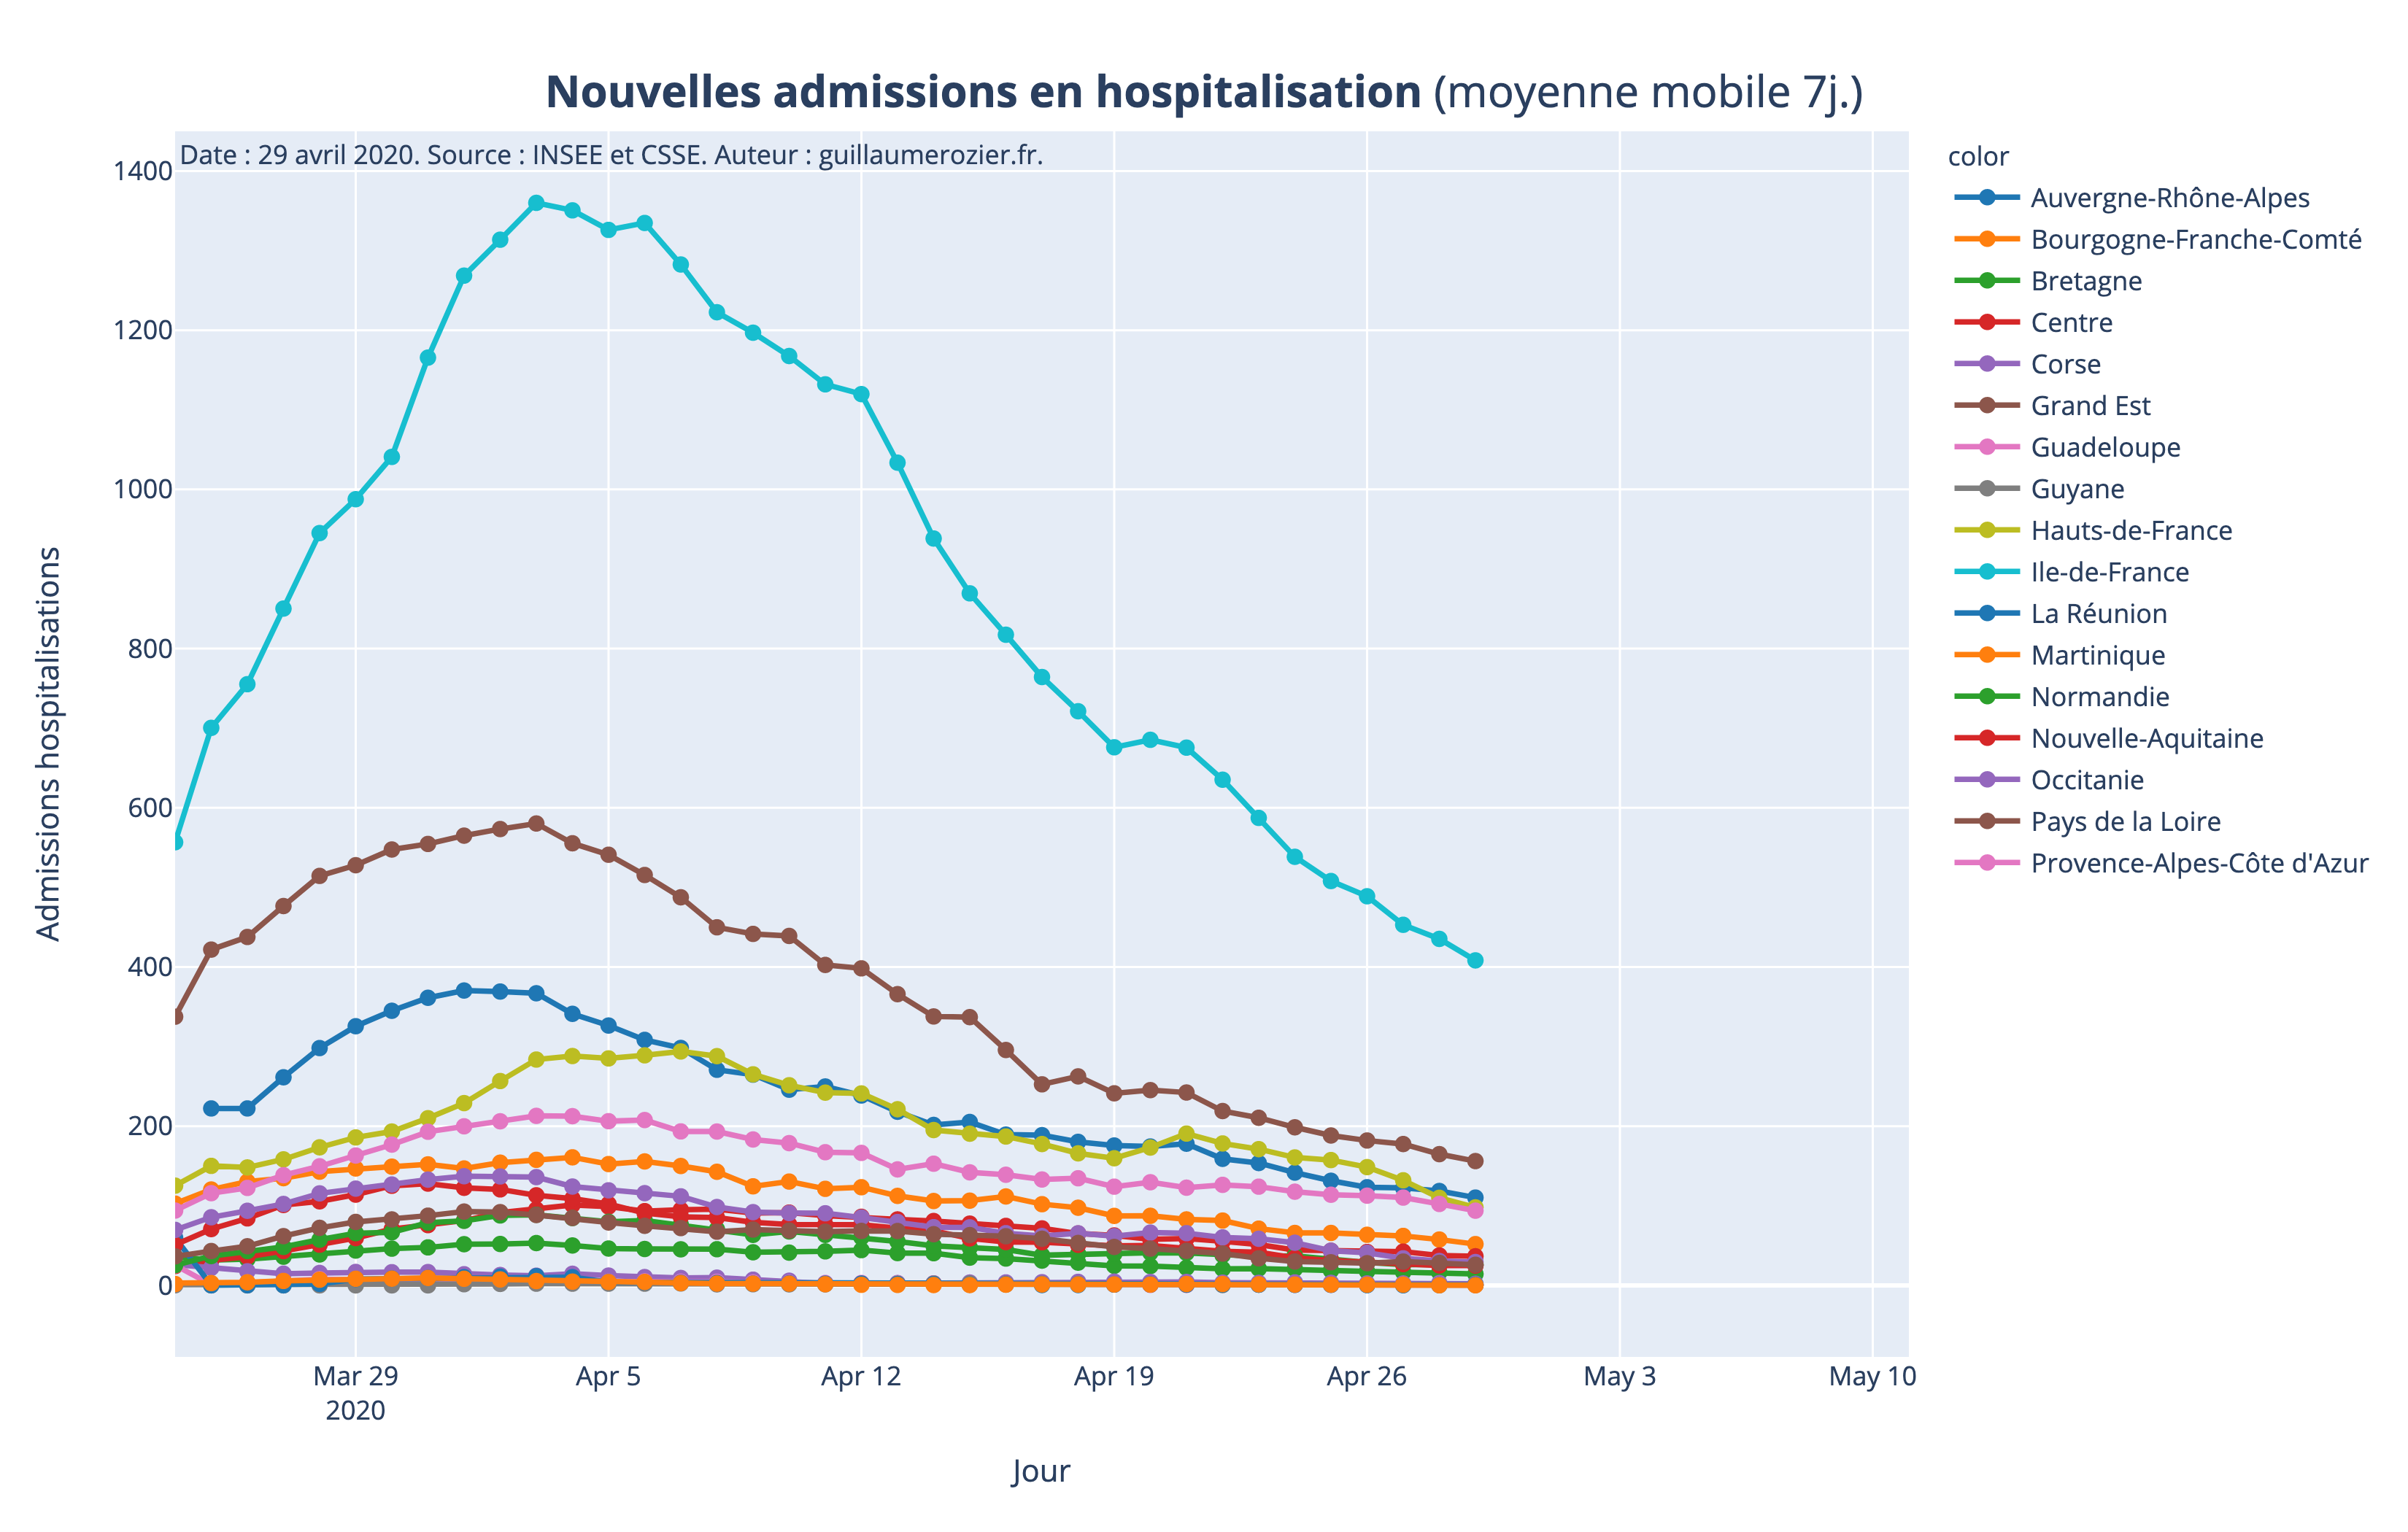 Nouvelles admissions en hospitalisation (moyenne mobile 7j.)
Date : 29 avril 2020. Source : INSEE et CSSE. Auteur : guillaumerozier.fr.
Admissions hospitalisations
1400
1200
1000
800
600
400
200
0
Mar 29
2020
Apr 5
Apr 12
Apr 19
Apr 26
May 3
May 10
Jour
color
Auvergne-Rhône-Alpes
Bourgogne-Franche-Comté
Bretagne
Centre
Corse
Grand Est
Guadeloupe
Guyane
Hauts-de-France
Ile-de-France
La Réunion
Martinique
Normandie
Nouvelle-Aquitaine
Occitanie
Pays de la Loire
Provence-Alpes-Côte d'Azur